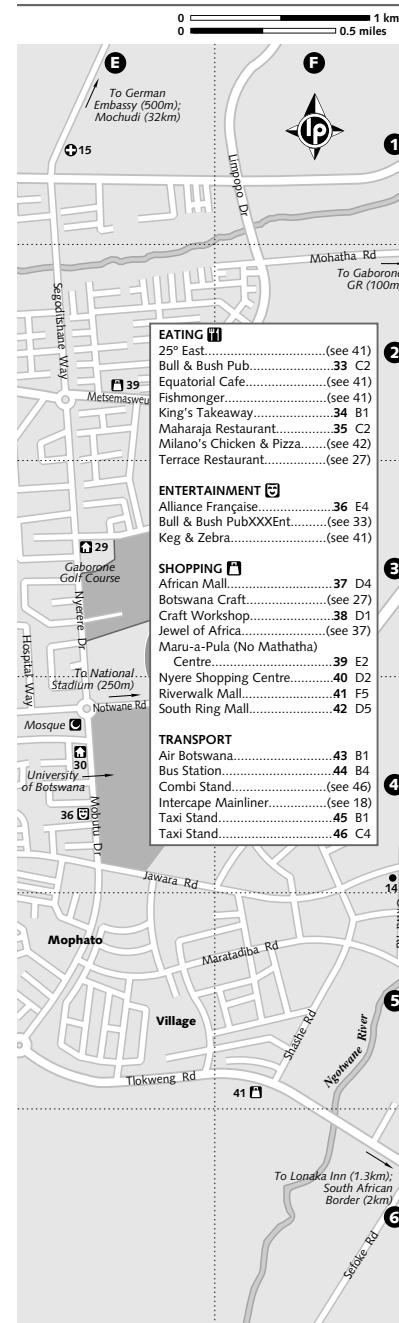 0 1 km
0 0.5 miles
E F
To German
Embassy (500m);
Mochudi (32km)
lp
15
1
Limpopo Dr
Mohatha Rd
To Gaborone
GR (100m
Segoditshane Way
2
39
Metsemasweu
EATING
25º East..............................(see 41)
Bull & Bush Pub....................33 C2
Equatorial Cafe....................(see 41)
Fishmonger..........................(see 41)
King's Takeaway...................34 B1
Maharaja Restaurant............35 C2
Milano's Chicken & Pizza......(see 42)
Terrace Restaurant...............(see 27)
ENTERTAINMENT
Alliance Française.................36 E4
Bull & Bush PubXXXEnt.........(see 33)
Keg & Zebra.........................(see 41)
SHOPPING
African Mall..........................37 D4
Botswana Craft.....................(see 27)
Craft Workshop....................38 D1
Jewel of Africa......................(see 37)
Maru-a-Pula (No Mathatha)
Centre................................39 E2
Nyere Shopping Centre.........40 D2
Riverwalk Mall......................41 F5
South Ring Mall....................42 D5
TRANSPORT
Air Botswana........................43 B1
Bus Station...........................44 B4
Combi Stand........................(see 46)
Intercape Mainliner...............(see 18)
Taxi Stand............................45 B1
Taxi Stand............................46 C4
29
Gaborone
Golf Course
3
Nyerere Dr
Hospital Way
To National
Stadium (250m)
Notwane Rd
Mosque
30
University
of Botswana
4
36
Mobutu Dr
Jawara Rd
14
Mophato
Maratadiba Rd
5
Village
Shashe Rd
Ngotwane River
Tlokweng Rd
41
To Lonaka Inn (1.3km);
South African
Border (2km)
6
Sefoke Rd